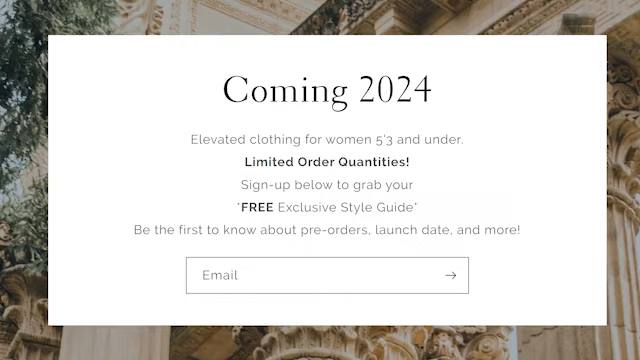 Coming 2024
Elevated clothing for women 5'3 and under.
Limited Order Quantities!
Sign-up below to grab your
*FREE Exclusive Style Guide*
Be the first to know about pre-orders, launch date, and more!
Email →